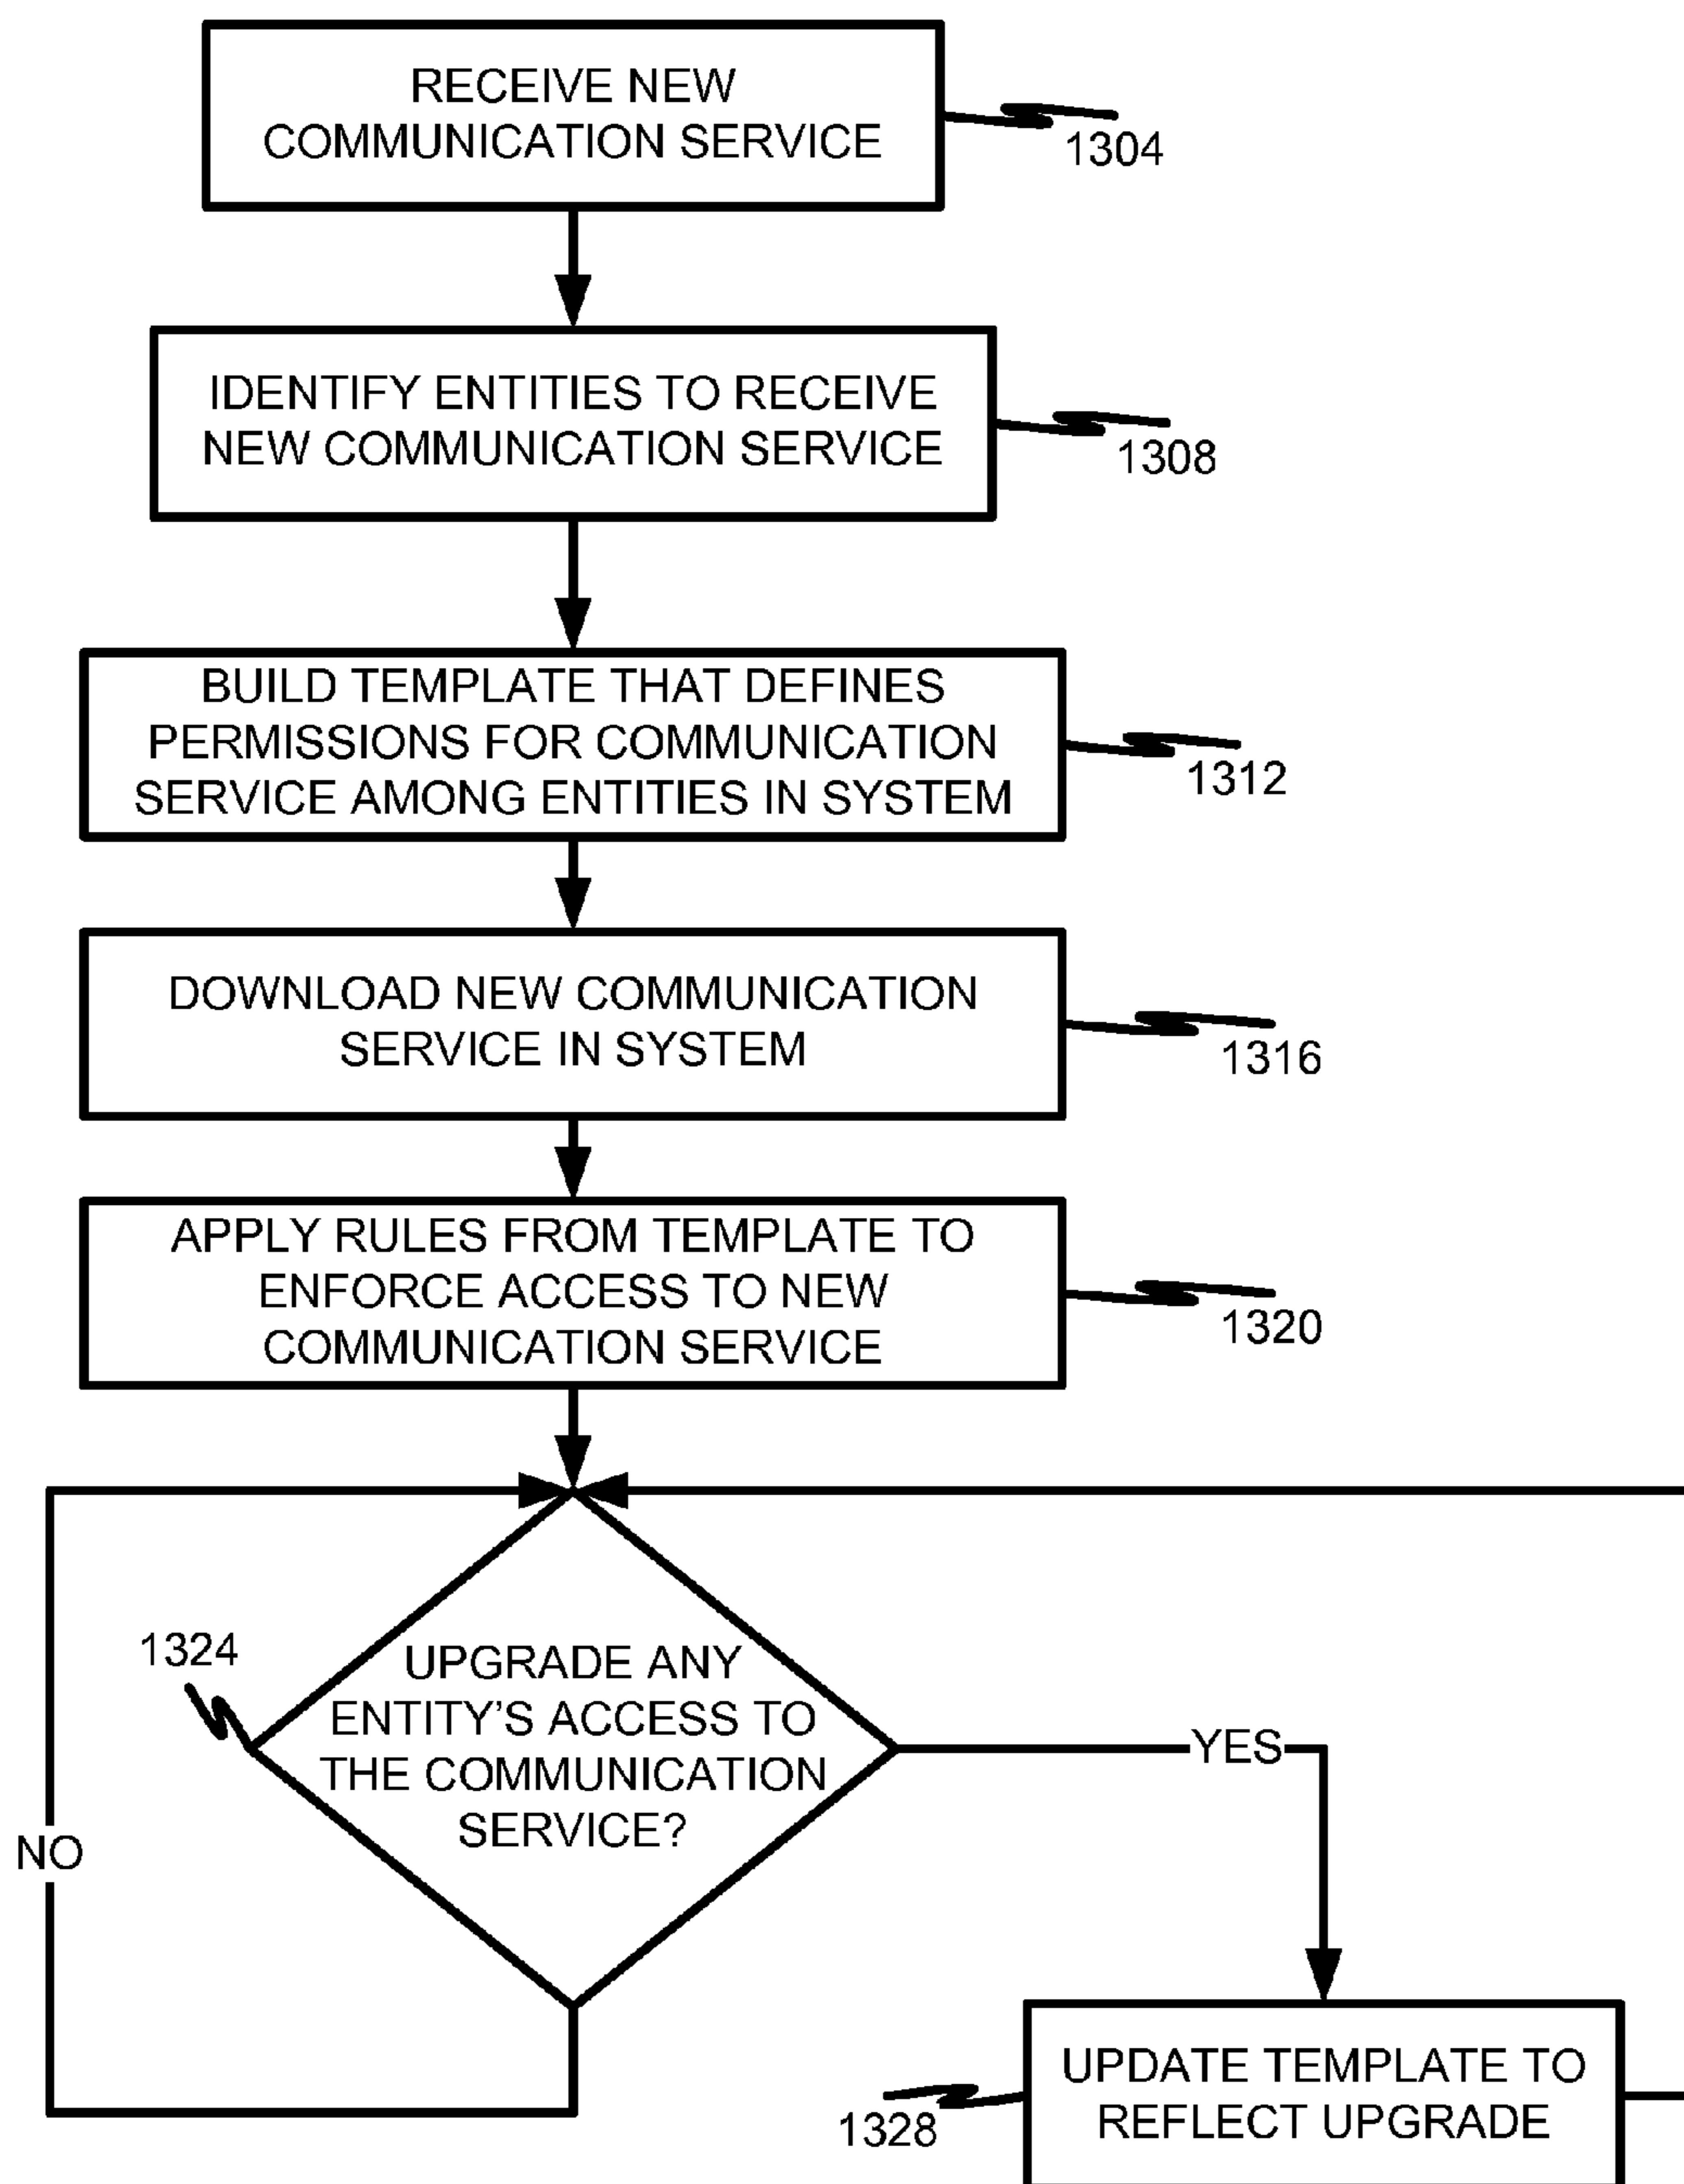 RECEIVE NEW
COMMUNICATION SERVICE
1304
IDENTIFY ENTITIES TO RECEIVE
NEW COMMUNICATION SERVICE
1308
BUILD TEMPLATE THAT DEFINES
PERMISSIONS FOR COMMUNICATION
SERVICE AMONG ENTITIES IN SYSTEM
1312
DOWNLOAD NEW COMMUNICATION
SERVICE IN SYSTEM
1316
APPLY RULES FROM TEMPLATE TO
ENFORCE ACCESS TO NEW
COMMUNICATION SERVICE
1320
1324
UPGRADE ANY
ENTITY’S ACCESS TO
THE COMMUNICATION
SERVICE?
YES
NO
UPDATE TEMPLATE TO
REFLECT UPGRADE
1328